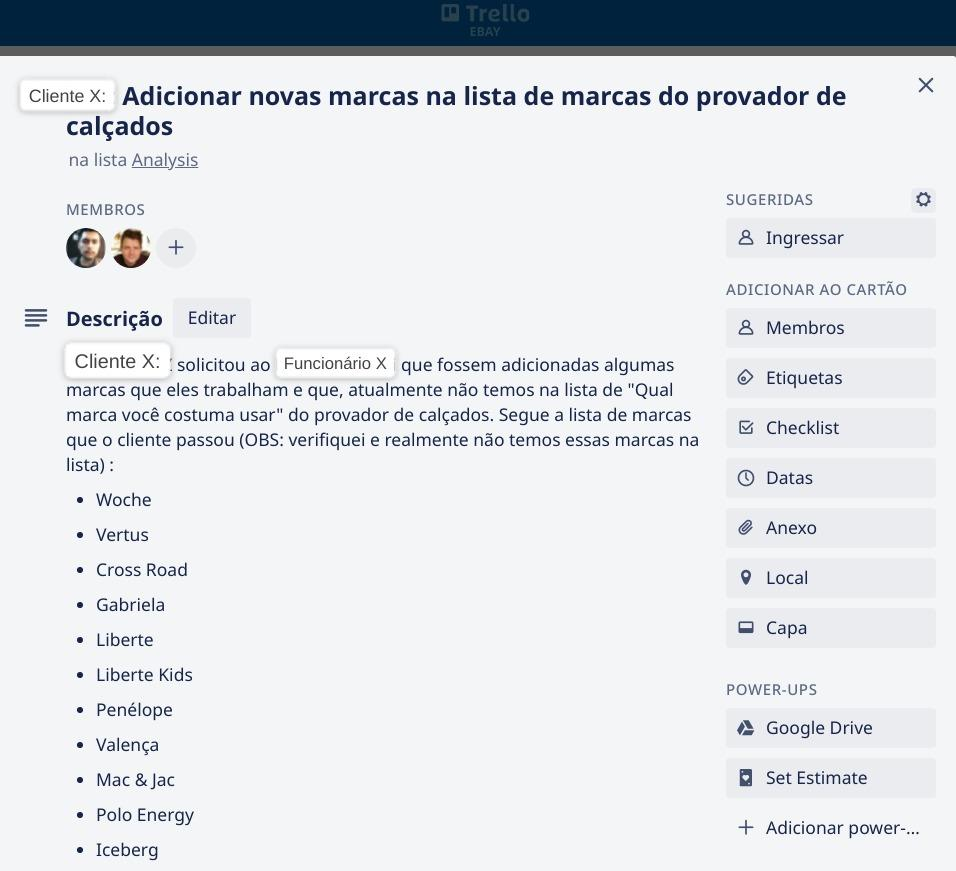 Trello
EBAY
Cliente X: Adicionar novas marcas na lista de marcas do provador de
calçados
na lista Analysis
MEMBROS
Descrição Editar
Cliente X: solicitou ao Funcionário X que fossem adicionadas algumas
marcas que eles trabalham e que, atualmente não temos na lista de "Qual
marca você costuma usar" do provador de calçados. Segue a lista de marcas
que o cliente passou (OBS: verifiquei e realmente não temos essas marcas na
lista) :
• Woche
• Vertus
• Cross Road
• Gabriela
• Liberte
• Liberte Kids
• Penélope
• Valença
• Mac & Jac
• Polo Energy
• Iceberg
SUGERIDAS
Ingressar
ADICIONAR AO CARTÃO
Membros
Etiquetas
Checklist
Datas
Anexo
Local
Capa
POWER-UPS
Google Drive
Set Estimate
Adicionar power-...